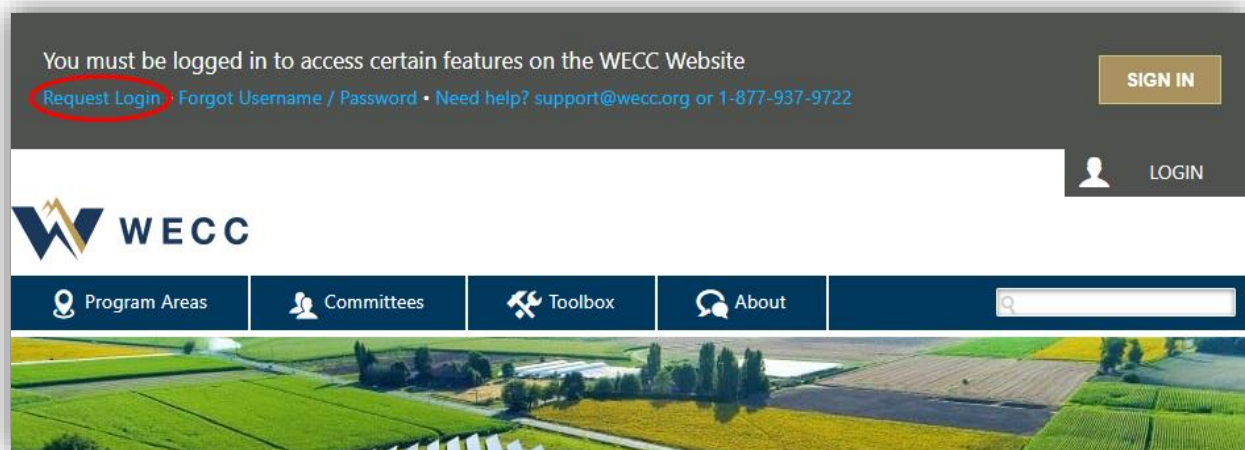 You must be logged in to access certain features on the WECC Website
Request Login • Forgot Username / Password • Need help? support@wecc.org or 1-877-937-9722
SIGN IN
LOGIN
WECC
Program Areas
Committees
Toolbox
About